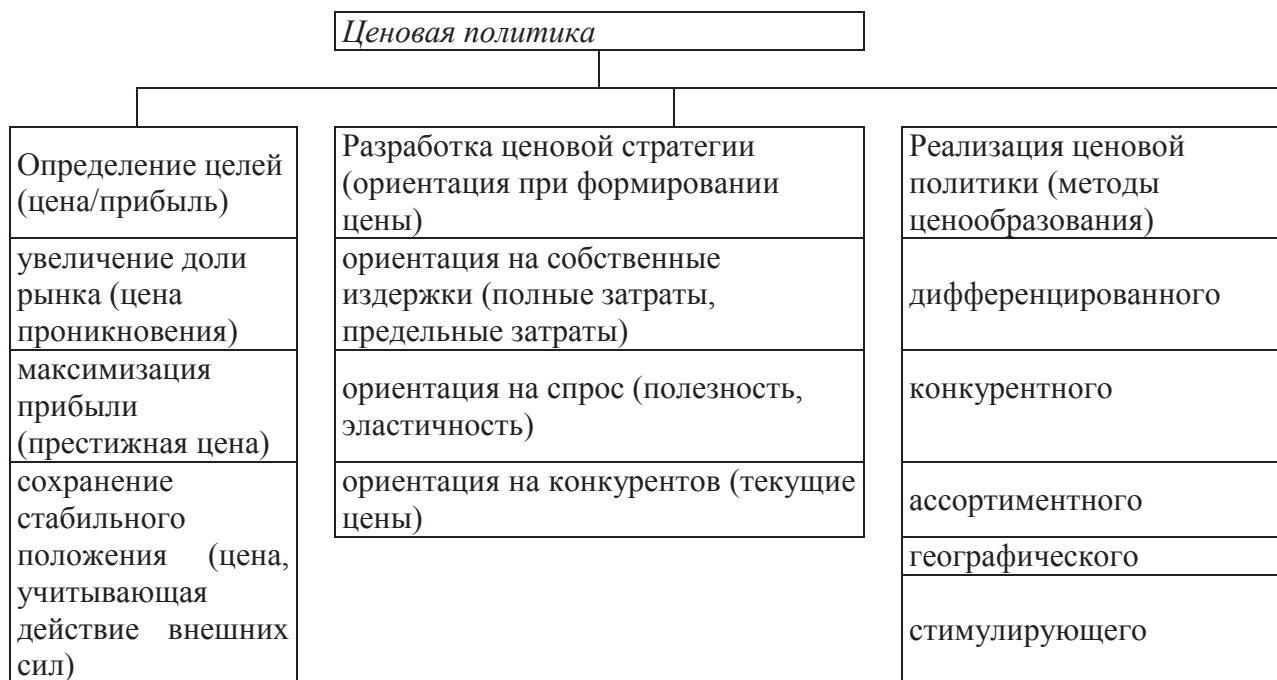 Ценовая политика
Определение целей
(цена/прибыль)
увеличение доли
рынка (цена
проникновения)
максимизация
прибыли
(престижная цена)
сохранение
стабильного
положения (цена,
учитывающая
действие внешних
сил)
Разработка ценовой стратегии
(ориентация при формировании
цены)
ориентация на собственные
издержки (полные затраты,
предельные затраты)
ориентация на спрос (полезность,
эластичность)
ориентация на конкурентов (текущие
цены)
Реализация ценовой
политики (методы
ценообразования)
дифференцированного
конкурентного
ассортиментного
географического
стимулирующего